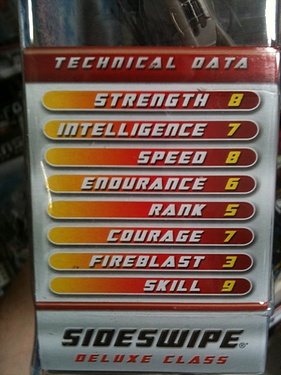 TECHNICAL DATA
STRENGTH 8
INTELLIGENCE 7
SPEED 8
ENDURANCE 6
RANK 5
COURAGE 7
FIREBLAST 3
SKILL 9
SIDESWIPE®
DELUXE CLASS